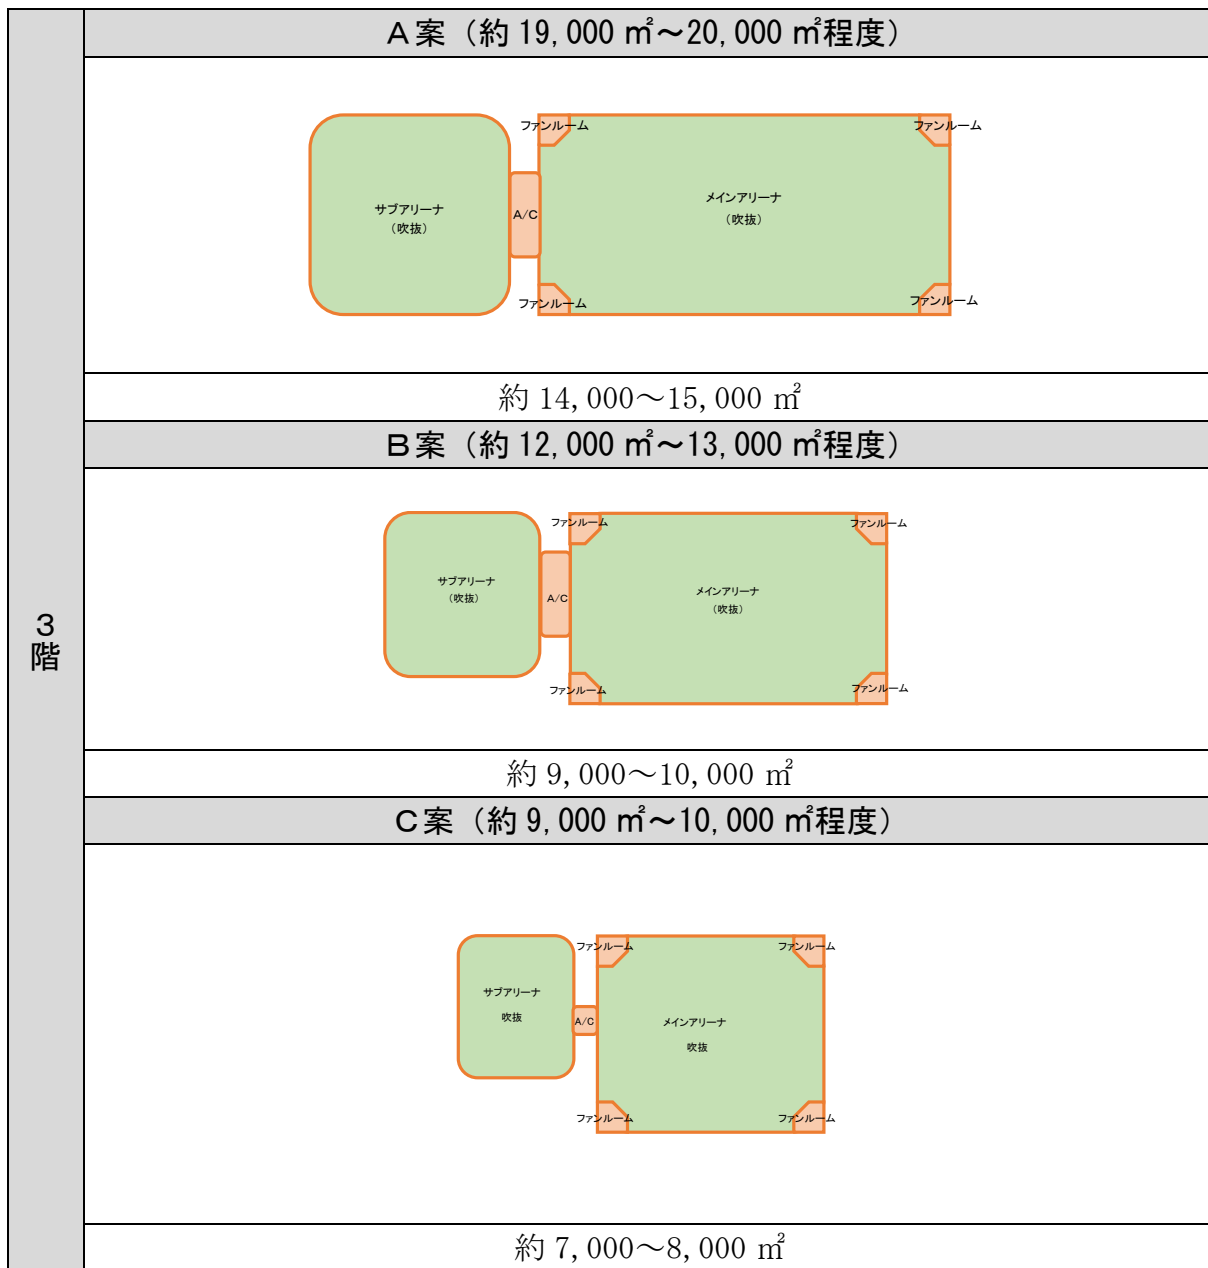 A案（約 19,000 ㎡～20,000 ㎡程度）
ファンルーム
ファンルーム
サブアリーナ
（吹抜）
A/C
メインアリーナ
（吹抜）
ファンルーム
ファンルーム
約 14,000～15,000 ㎡
B案（約 12,000 ㎡～13,000 ㎡程度）
ファンルーム
ファンルーム
サブアリーナ
（吹抜）
A/C
メインアリーナ
（吹抜）
ファンルーム
ファンルーム
3
階
約 9,000～10,000 ㎡
C案（約 9,000 ㎡～10,000 ㎡程度）
ファンルーム
ファンルーム
サブアリーナ
吹抜
A/C
メインアリーナ
吹抜
ファンルーム
ファンルーム
約 7,000～8,000 ㎡